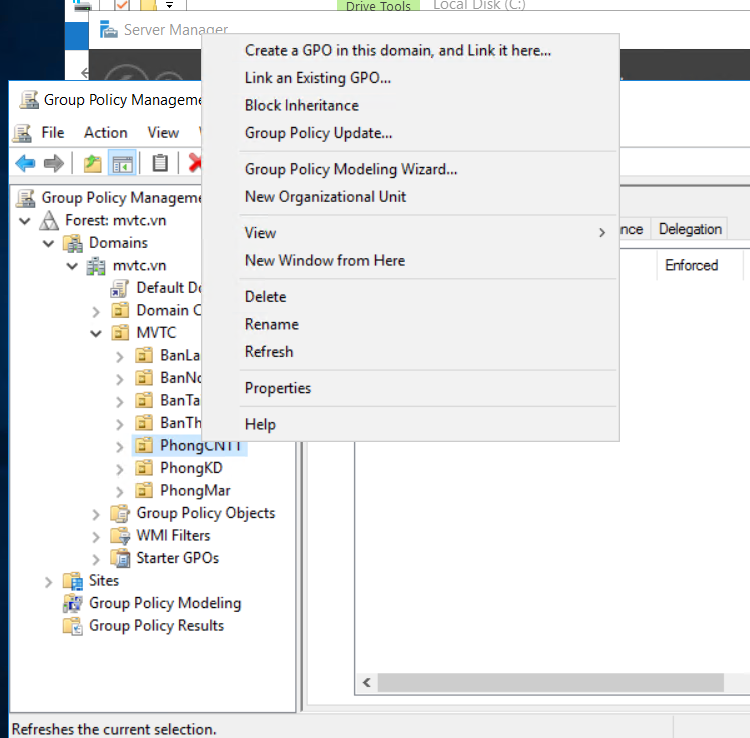 Drive Tools
Local Disk (C:)
Server Manager
Group Policy Manageme
File Action View
Group Policy Manageme
Forest: mvtc.vn
Domains
mvtc.vn
Default Do
Domain C
MVTC
BanLa
BanNo
BanTa
BanTh
PhongCNTT
PhongKD
PhongMar
Group Policy Objects
WMI Filters
Starter GPOs
Sites
Group Policy Modeling
Group Policy Results
Create a GPO in this domain, and Link it here...
Link an Existing GPO...
Block Inheritance
Group Policy Update...
Group Policy Modeling Wizard...
New Organizational Unit
View
New Window from Here
Delete
Rename
Refresh
Properties
Help
nce Delegation
Enforced
Refreshes the current selection.